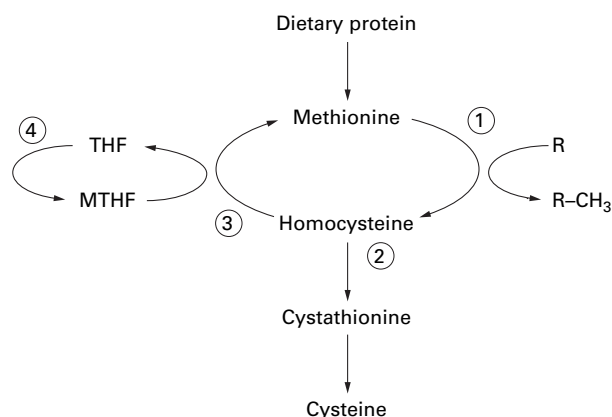 Dietary protein
Methionine
①
④
THF
R
MTHF
R–CH₃
③
Homocysteine
②
Cystathionine
Cysteine